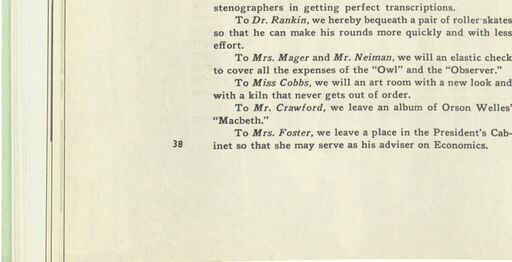 stenographers in getting perfect transcriptions.
To Dr. Rankin, we hereby bequeath a pair of roller skates
so that he can make his rounds more quickly and with less
effort.
To Mrs. Mager and Mr. Neiman, we will an elastic check
to cover all the expenses of the “Owl” and the “Observer.”
To Miss Cobbs, we will an art room with a new look and
with a kiln that never gets out of order.
To Mr. Crawford, we leave an album of Orson Welles’
“Macbeth.”
To Mrs. Foster, we leave a place in the President’s Cab-
inet so that she may serve as his adviser on Economics.
38